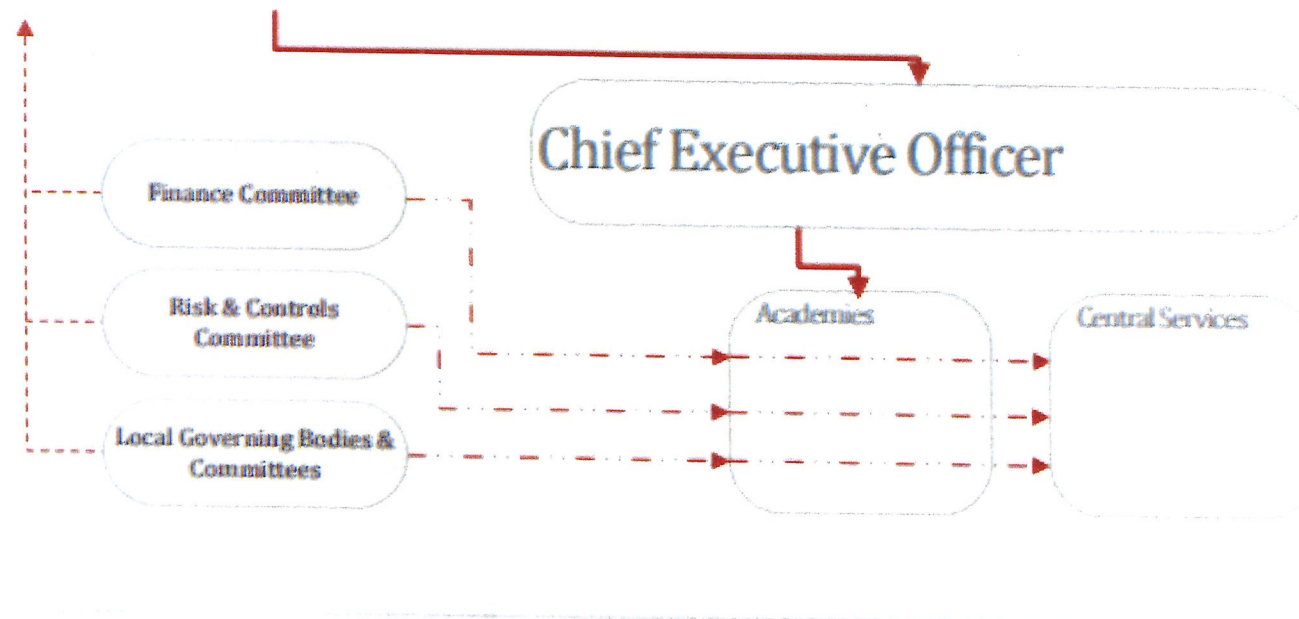 Chief Executive Officer
Finance Committee
Risk & Controls
Committee
Academies
Central Services
Local Governing Bodies &
Committees